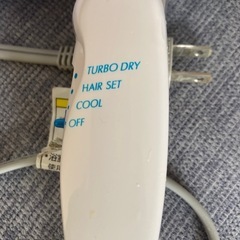 TURBO DRY
HAIR SET
COOL
OFF